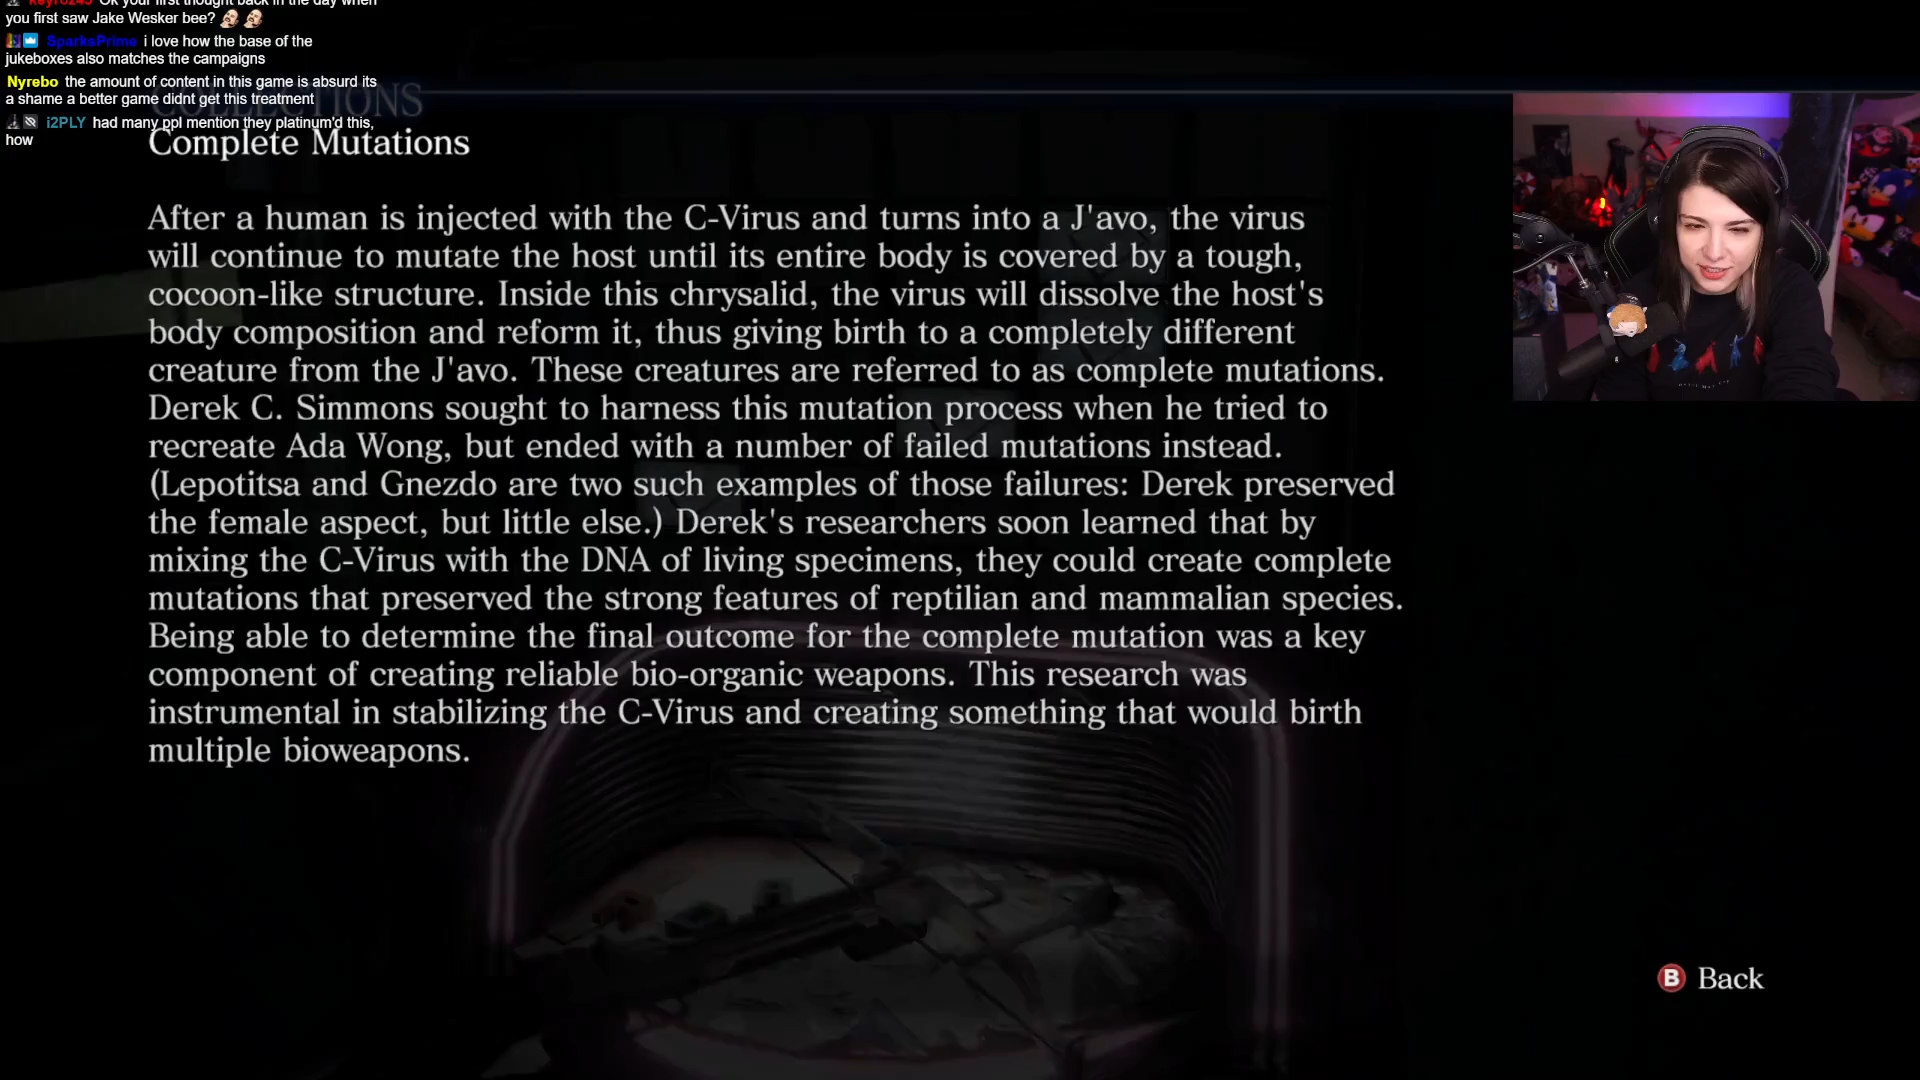 Ok your first thought back in the day when
you first saw Jake Wesker bee?
SparksPrime i love how the base of the
jukeboxes also matches the campaigns
Nyrebo the amount of content in this game is absurd its
a shame a better game didnt get this treatment
i2PLY had many ppl mention they platinum'd this,
how
COLLECTIONS
Complete Mutations
After a human is injected with the C-Virus and turns into a J'avo, the virus
will continue to mutate the host until its entire body is covered by a tough,
cocoon-like structure. Inside this chrysalid, the virus will dissolve the host's
body composition and reform it, thus giving birth to a completely different
creature from the J'avo. These creatures are referred to as complete mutations.
Derek C. Simmons sought to harness this mutation process when he tried to
recreate Ada Wong, but ended with a number of failed mutations instead.
(Lepotitsa and Gnezdo are two such examples of those failures: Derek preserved
the female aspect, but little else.) Derek's researchers soon learned that by
mixing the C-Virus with the DNA of living specimens, they could create complete
mutations that preserved the strong features of reptilian and mammalian species.
Being able to determine the final outcome for the complete mutation was a key
component of creating reliable bio-organic weapons. This research was
instrumental in stabilizing the C-Virus and creating something that would birth
multiple bioweapons.
B Back